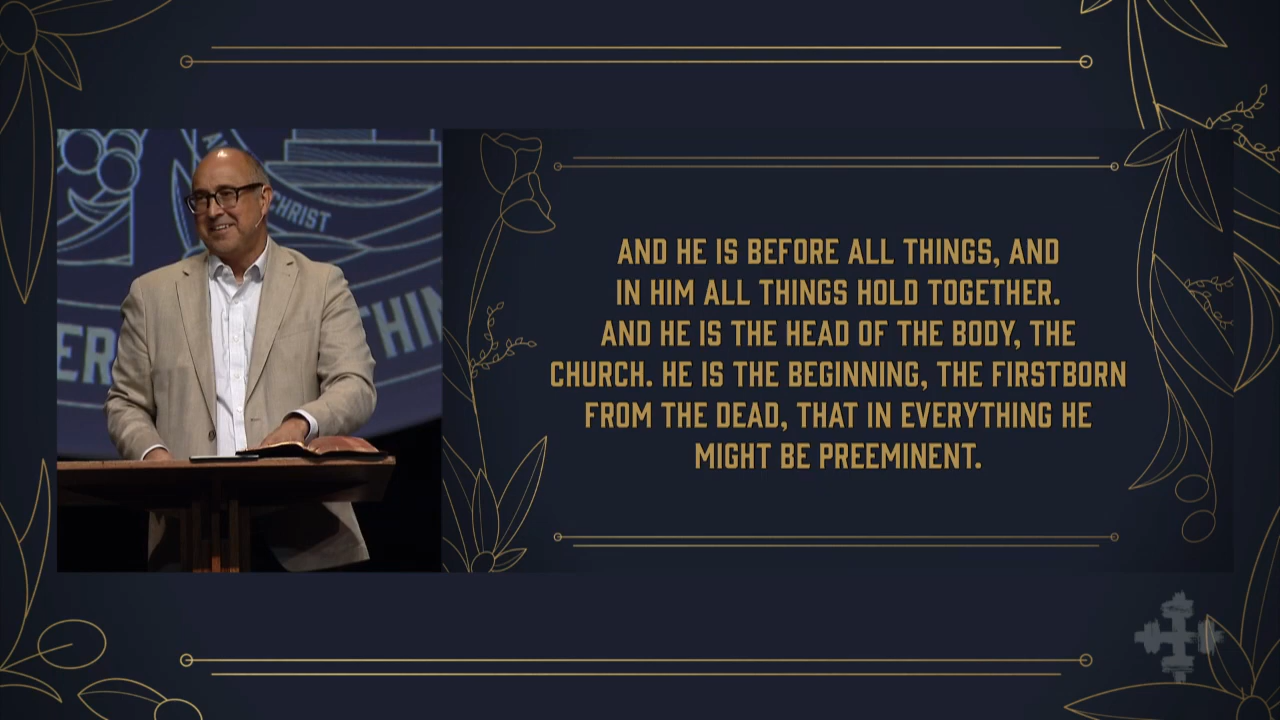 CHRIST
AND HE IS BEFORE ALL THINGS, AND
IN HIM ALL THINGS HOLD TOGETHER.
AND HE IS THE HEAD OF THE BODY, THE
CHURCH. HE IS THE BEGINNING, THE FIRSTBORN
FROM THE DEAD, THAT IN EVERYTHING HE
MIGHT BE PREEMINENT.